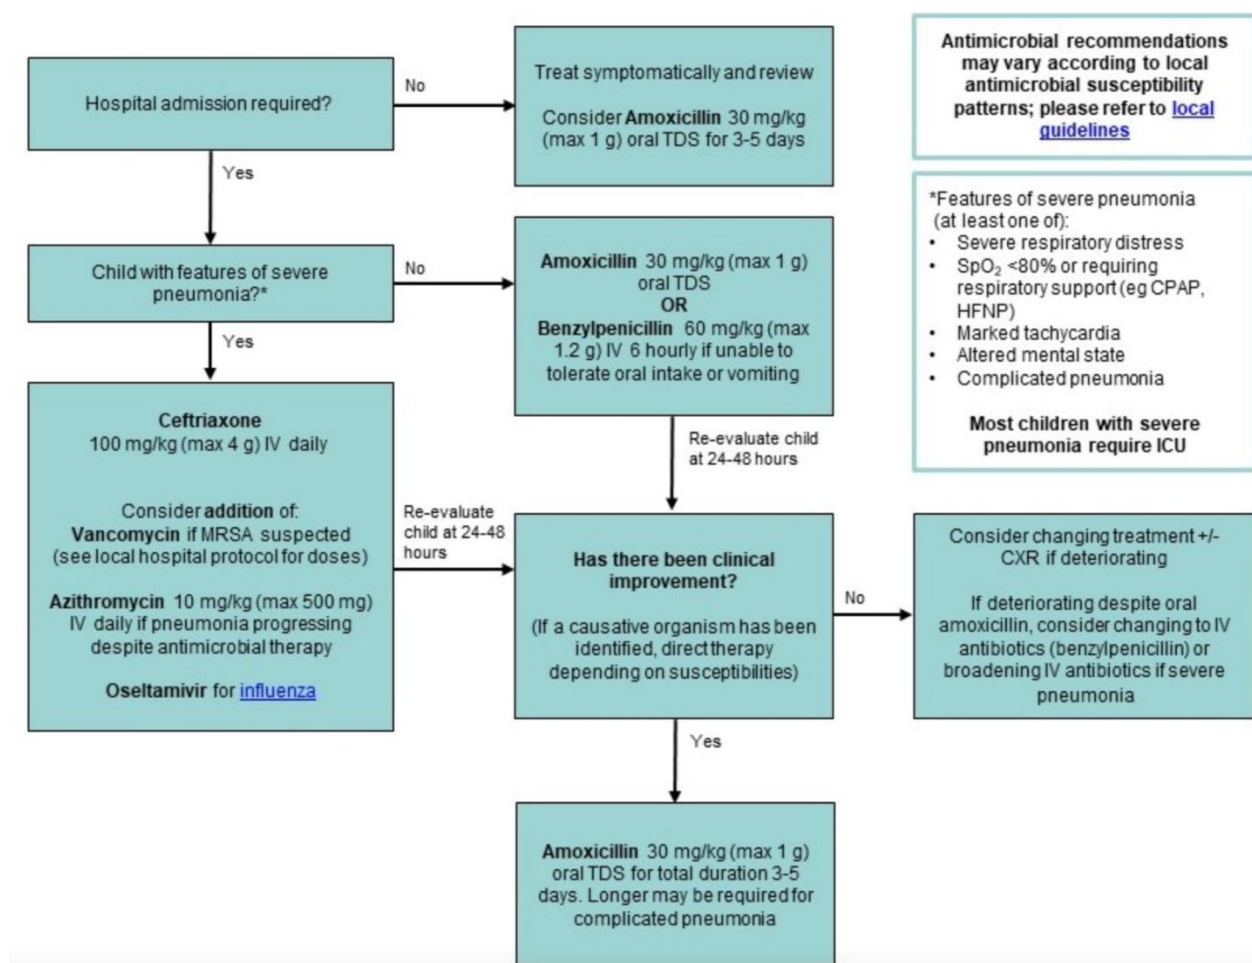 Hospital admission required?
No
Treat symptomatically and review
Consider Amoxicillin 30 mg/kg
(max 1 g) oral TDS for 3-5 days
Antimicrobial recommendations
may vary according to local
antimicrobial susceptibility
patterns; please refer to local
guidelines
Yes
*Features of severe pneumonia
(at least one of):
• Severe respiratory distress
• SpO₂ <80% or requiring
respiratory support (eg CPAP,
HFNP)
• Marked tachycardia
• Altered mental state
• Complicated pneumonia
Most children with severe
pneumonia require ICU
Child with features of severe
pneumonia?*
No
Amoxicillin 30 mg/kg (max 1 g)
oral TDS
OR
Benzylpenicillin 60 mg/kg (max
1.2 g) IV 6 hourly if unable to
tolerate oral intake or vomiting
Yes
Re-evaluate child
at 24-48 hours
Ceftriaxone
100 mg/kg (max 4 g) IV daily
Consider addition of:
Vancomycin if MRSA suspected
(see local hospital protocol for doses)
Azithromycin 10 mg/kg (max 500 mg)
IV daily if pneumonia progressing
despite antimicrobial therapy
Oseltamivir for influenza
Re-evaluate
child at 24-48
hours
Has there been clinical
improvement?
(If a causative organism has been
identified, direct therapy
depending on susceptibilities)
No
Consider changing treatment +/-
CXR if deteriorating
If deteriorating despite oral
amoxicillin, consider changing to IV
antibiotics (benzylpenicillin) or
broadening IV antibiotics if severe
pneumonia
Yes
Amoxicillin 30 mg/kg (max 1 g)
oral TDS for total duration 3-5
days. Longer may be required for
complicated pneumonia